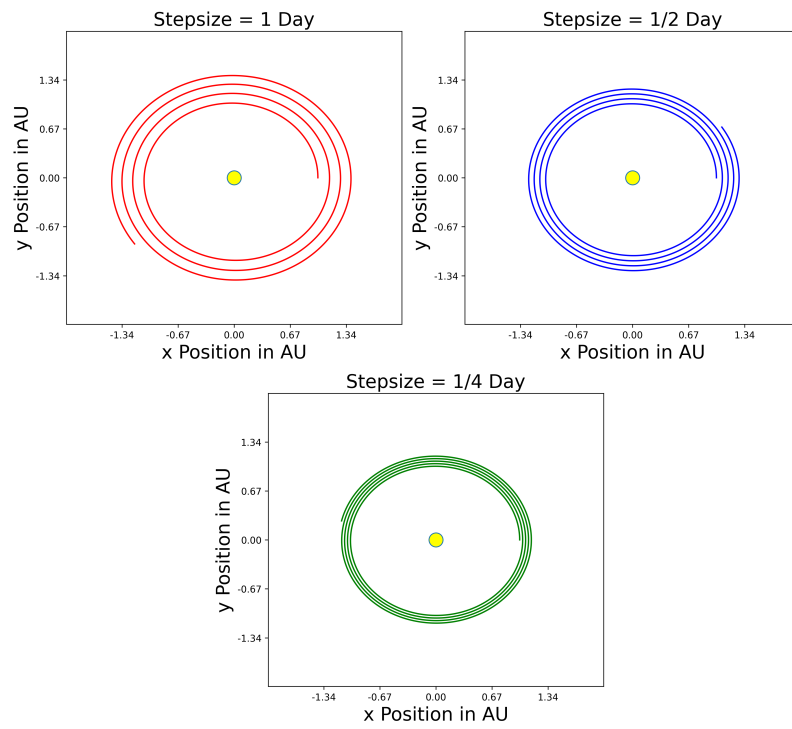 Stepsize = 1 Day
1.34
0.67
0.00
-0.67
-1.34
y Position in AU
-1.34 -0.67 0.00 0.67 1.34
x Position in AU
Stepsize = 1/2 Day
1.34
0.67
0.00
-0.67
-1.34
y Position in AU
-1.34 -0.67 0.00 0.67 1.34
x Position in AU
Stepsize = 1/4 Day
1.34
0.67
0.00
-0.67
-1.34
y Position in AU
-1.34 -0.67 0.00 0.67 1.34
x Position in AU